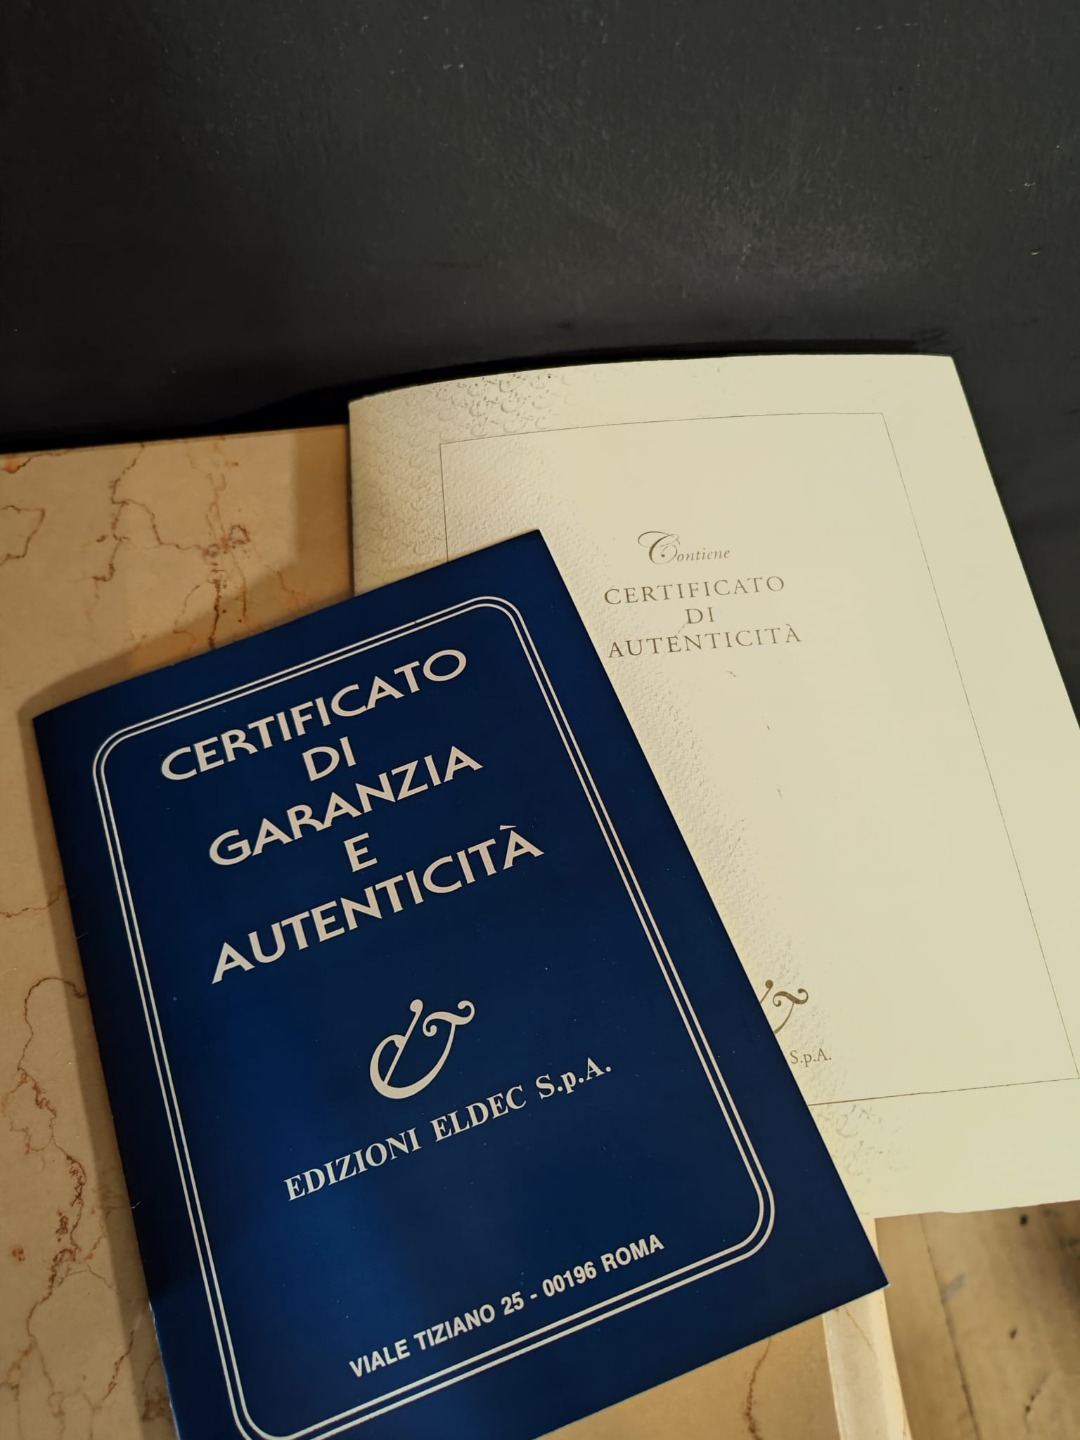 Contiene
CERTIFICATO
DI
AUTENTICITÀ
S.p.A.
CERTIFICATO
DI
GARANZIA
E
AUTENTICITÀ
EDIZIONI ELDEC S.p.A.
VIALE TIZIANO 25 - 00196 ROMA